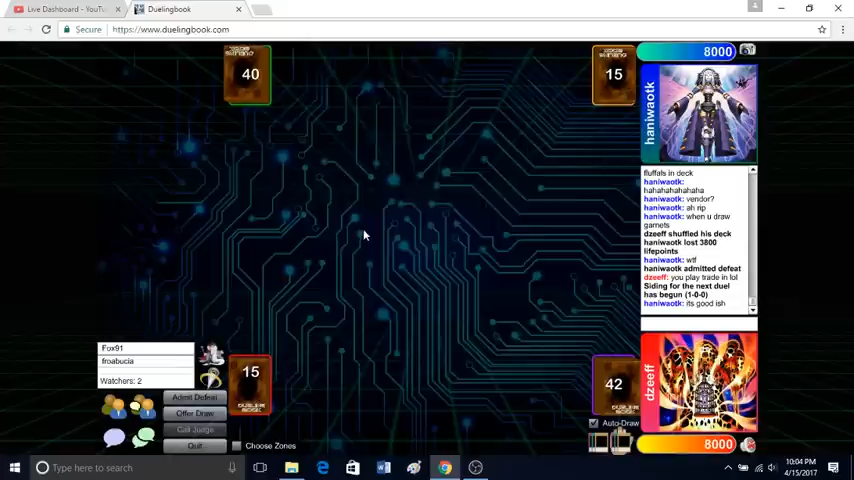 Live Dashboard - YouTu
Duelingbook
Secure
https://www.duelingbook.com
40
15
8000
haniwaotk
fluffals in deck
haniwaotk:
hahahahahahaha
haniwaotk: vendor?
haniwaotk: ah rip
haniwaotk: when u draw
garnets
dzeeff shuffled his deck
haniwaotk lost 3800
lifepoints
haniwaotk: wtf
haniwaotk admitted defeat
dzeeff: you play trade in lol
Siding for the next duel
has begun (1-0-0)
haniwaotk: its good ish
Fox91
froabucia
Watchers: 2
15
42
dzeeff
Admit Defeat
Offer Draw
Call Judge
Quit
Choose Zones
Auto-Draw
8000
Type here to search
10:04 PM
4/15/2017